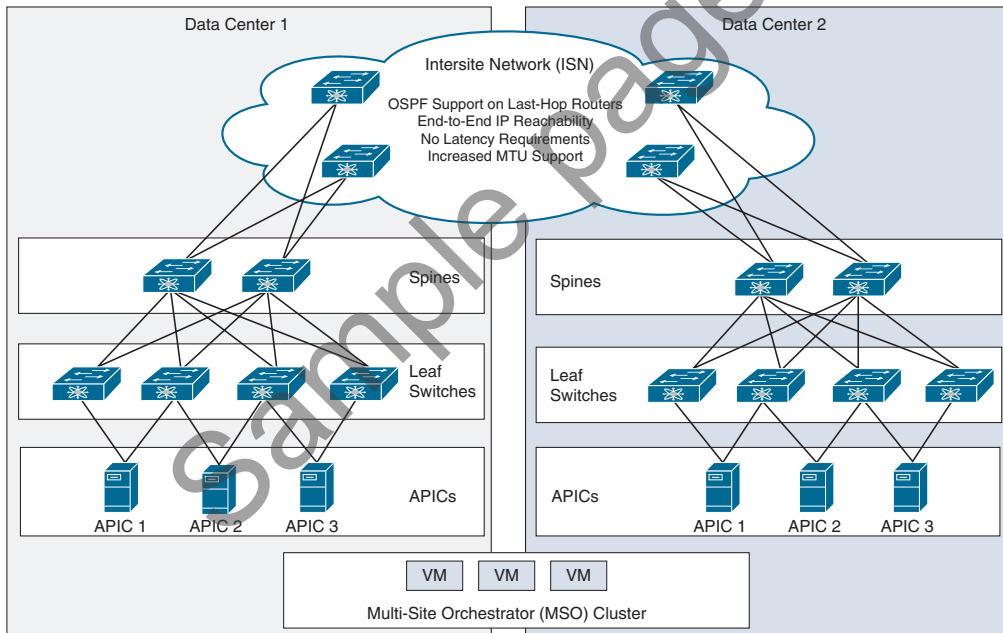 Data Center 1
Data Center 2
Intersite Network (ISN)
OSPF Support on Last-Hop Routers
End-to-End IP Reachability
No Latency Requirements
Increased MTU Support
Spines
Spines
Leaf
Switches
Leaf
Switches
APICs
APIC 1
APIC 2
APIC 3
APICs
APIC 1
APIC 2
APIC 3
VM
VM
VM
Multi-Site Orchestrator (MSO) Cluster
Sample page